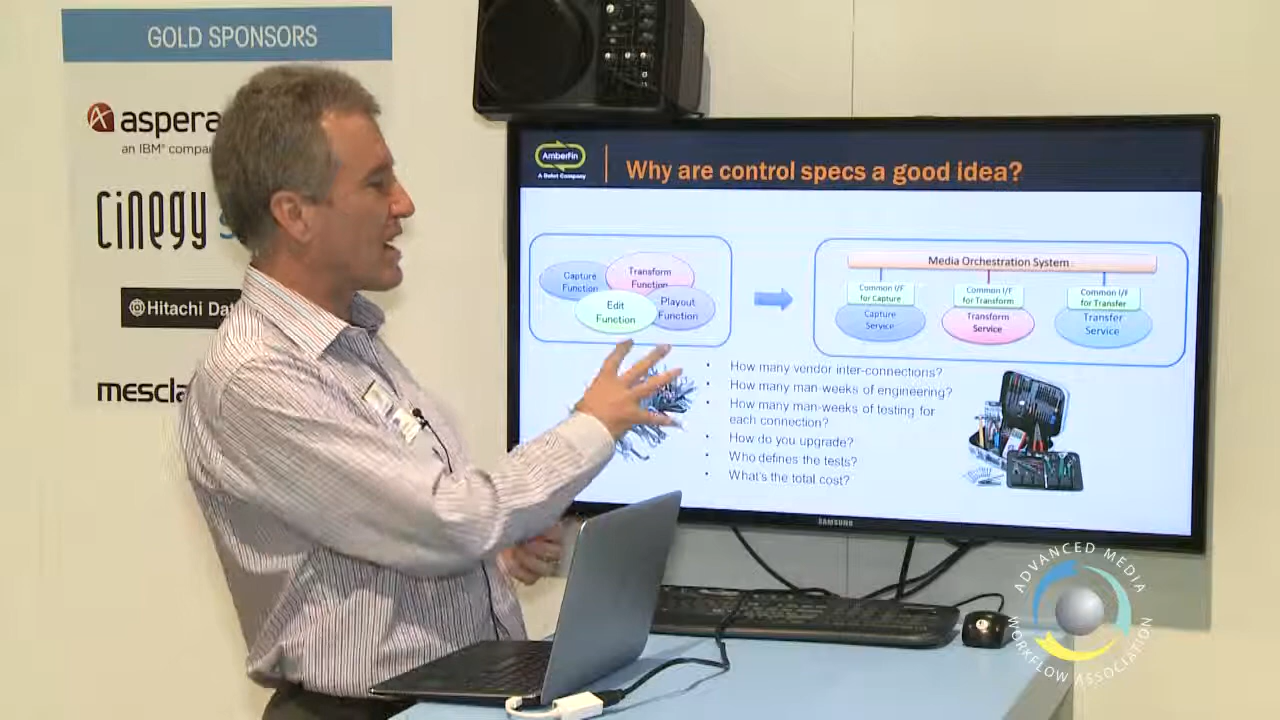 GOLD SPONSORS
aspera
an IBM® compan
cinegy
Hitachi Dat
mescla
AmberFin
A Dalet Company
Why are control specs a good idea?
Capture
Function
Transform
Function
Edit
Function
Playout
Function
Media Orchestration System
Common I/F
for Capture
Common I/F
for Transform
Common I/F
for Transfer
Capture
Service
Transform
Service
Transfer
Service
• How many vendor inter-connections?
• How many man-weeks of engineering?
• How many man-weeks of testing for
each connection?
• How do you upgrade?
• Who defines the tests?
• What's the total cost?
SAMSUNG
ADVANCED MEDIA
WORKFLOW ASSOCIATION